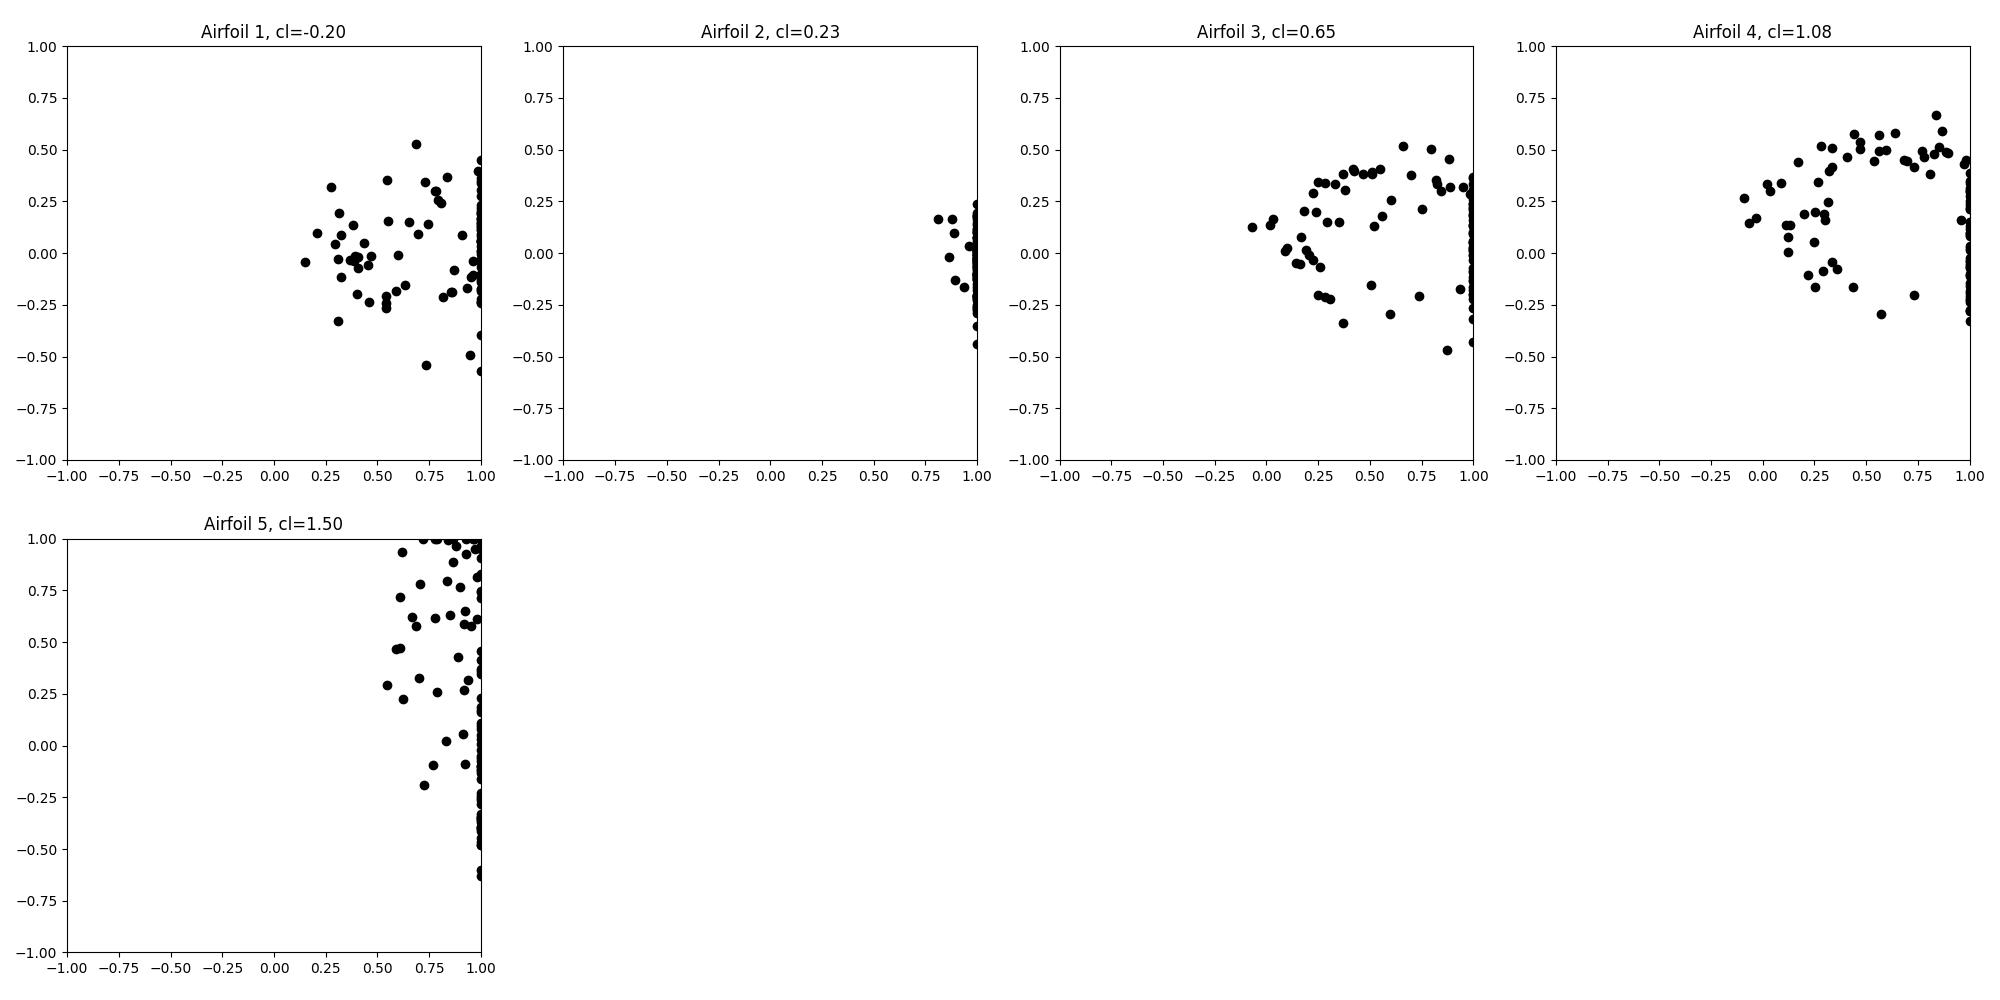 Airfoil 1, cl=-0.20
Airfoil 2, cl=0.23
Airfoil 3, cl=0.65
Airfoil 4, cl=1.08
1.00 1.00 1.00 1.00
0.75 0.75 0.75 0.75
0.50 0.50 0.50 0.50
0.25 0.25 0.25 0.25
0.00 0.00 0.00 0.00
−0.25 −0.25 −0.25 −0.25
−0.50 −0.50 −0.50 −0.50
−0.75 −0.75 −0.75 −0.75
−1.00 −1.00 −1.00 −1.00
−1.00 −0.75 −0.50 −0.25 0.00 0.25 0.50 0.75 1.00
−1.00 −0.75 −0.50 −0.25 0.00 0.25 0.50 0.75 1.00
−1.00 −0.75 −0.50 −0.25 0.00 0.25 0.50 0.75 1.00
−1.00 −0.75 −0.50 −0.25 0.00 0.25 0.50 0.75 1.00
Airfoil 5, cl=1.50
1.00
0.75
0.50
0.25
0.00
−0.25
−0.50
−0.75
−1.00
−1.00 −0.75 −0.50 −0.25 0.00 0.25 0.50 0.75 1.00